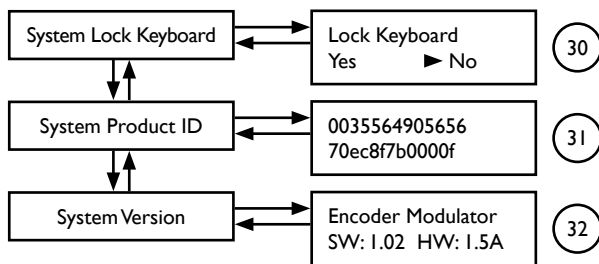 System Lock Keyboard
Lock Keyboard
Yes ► No
30
System Product ID
0035564905656
70ec8f7b0000f
31
System Version
Encoder Modulator
SW: 1.02 HW: 1.5A
32